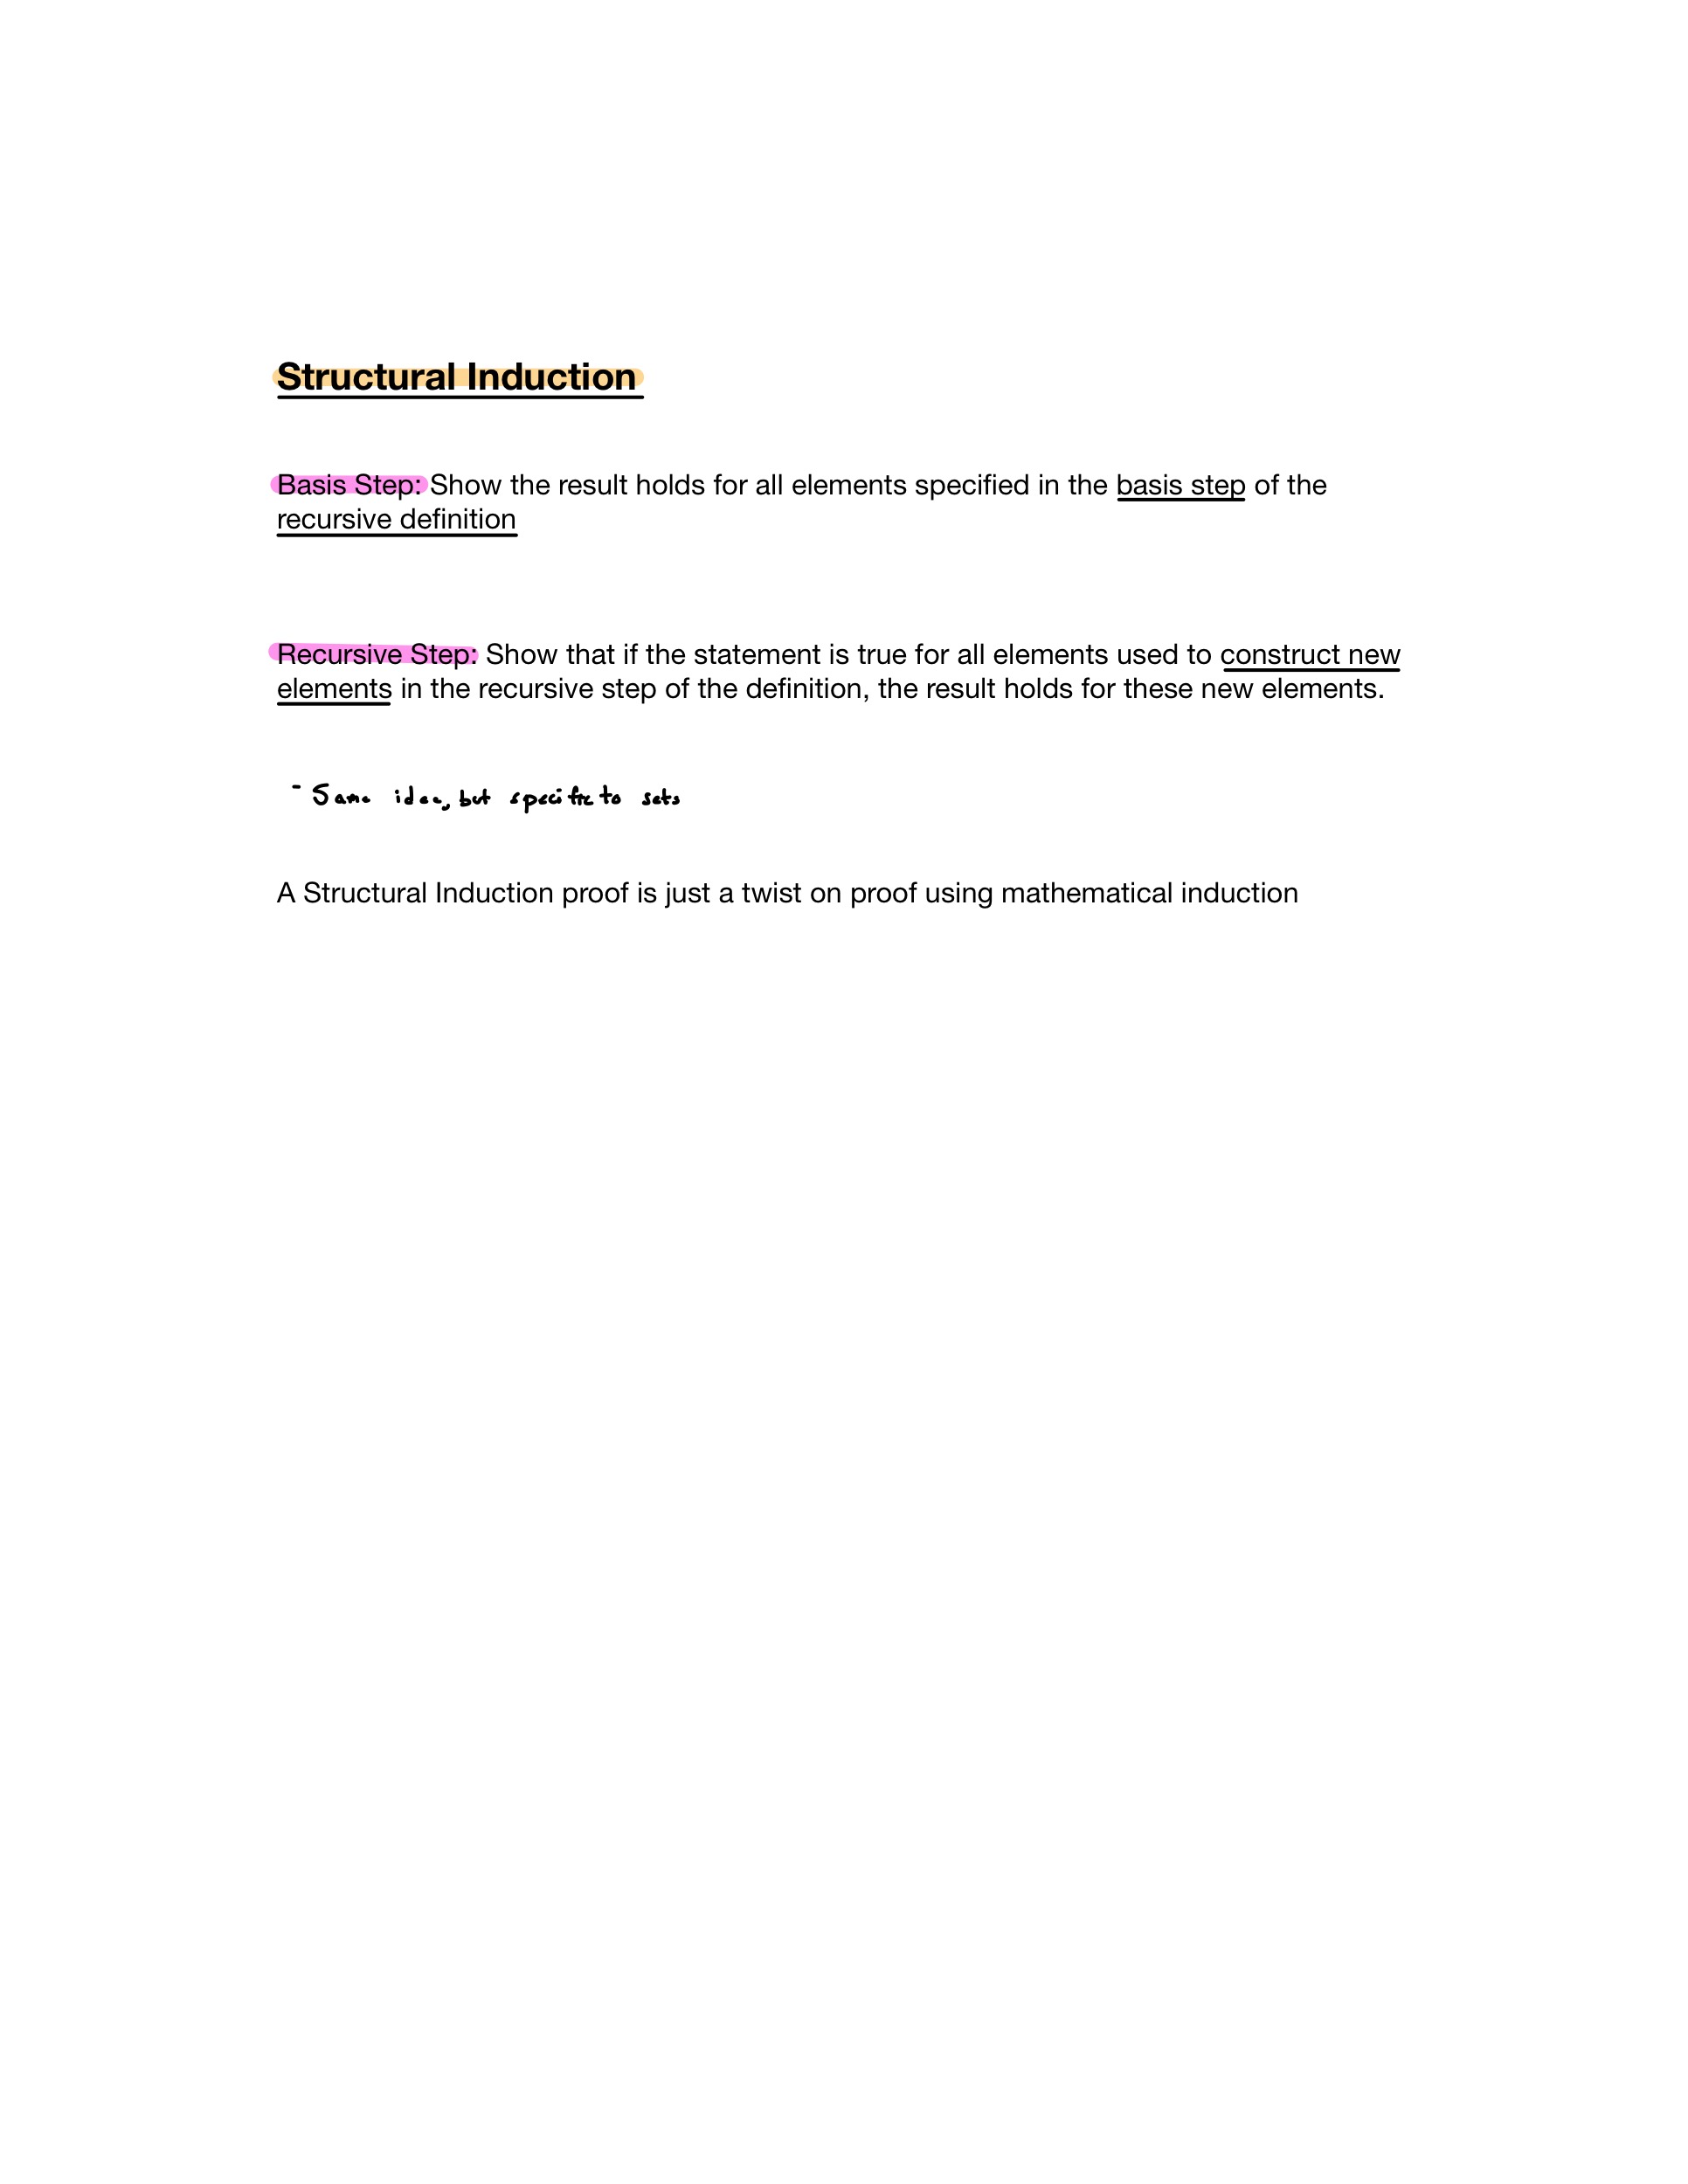 Structural Induction
Basis Step: Show the result holds for all elements specified in the basis step of the
recursive definition
Recursive Step: Show that if the statement is true for all elements used to construct new
elements in the recursive step of the definition, the result holds for these new elements.
- Same idea, but specific to sets
A Structural Induction proof is just a twist on proof using mathematical induction